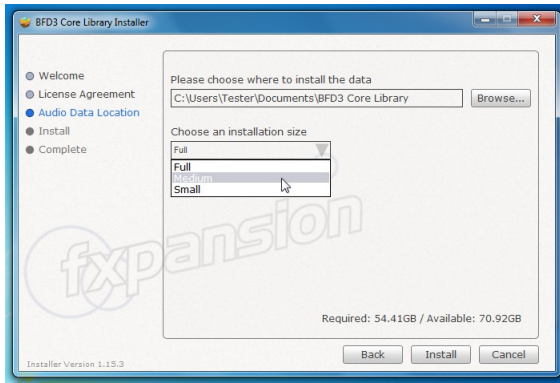 BFD3 Core Library Installer
Welcome
License Agreement
Audio Data Location
Install
Complete
Please choose where to install the data
C:\Users\Tester\Documents\BFD3 Core Library
Browse...
Choose an installation size
Full
Full
Medium
Small
fxpansion
Required: 54.41GB / Available: 70.92GB
Installer Version 1.15.3
Back
Install
Cancel